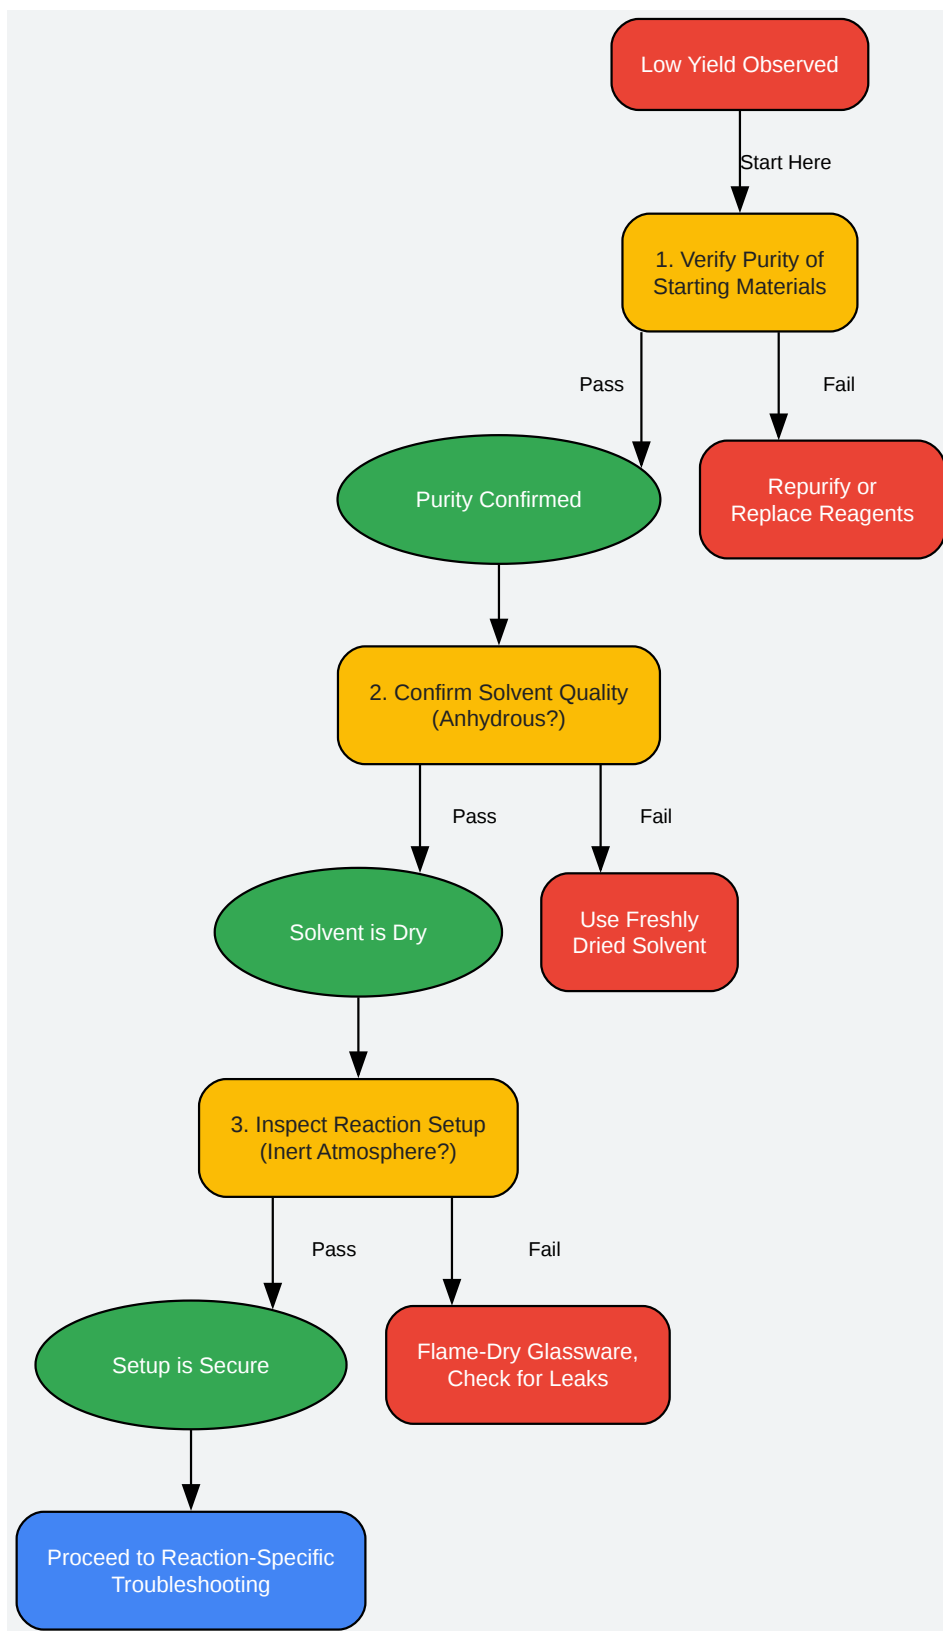 Low Yield Observed
Start Here
1. Verify Purity of
Starting Materials
Pass
Fail
Purity Confirmed
Repurify or
Replace Reagents
2. Confirm Solvent Quality
(Anhydrous?)
Pass
Fail
Solvent is Dry
Use Freshly
Dried Solvent
3. Inspect Reaction Setup
(Inert Atmosphere?)
Pass
Fail
Setup is Secure
Flame-Dry Glassware,
Check for Leaks
Proceed to Reaction-Specific
Troubleshooting